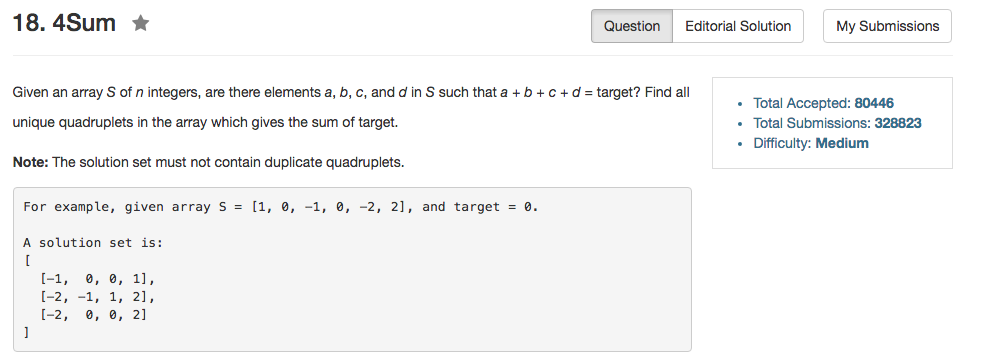 18. 4Sum
Question Editorial Solution My Submissions
Given an array S of n integers, are there elements a, b, c, and d in S such that a + b + c + d = target? Find all
unique quadruplets in the array which gives the sum of target.
Note: The solution set must not contain duplicate quadruplets.
For example, given array S = [1, 0, -1, 0, -2, 2], and target = 0.
A solution set is:
[
[-1, 0, 0, 1],
[-2, -1, 1, 2],
[-2, 0, 0, 2]
]
Total Accepted: 80446
Total Submissions: 328823
Difficulty: Medium